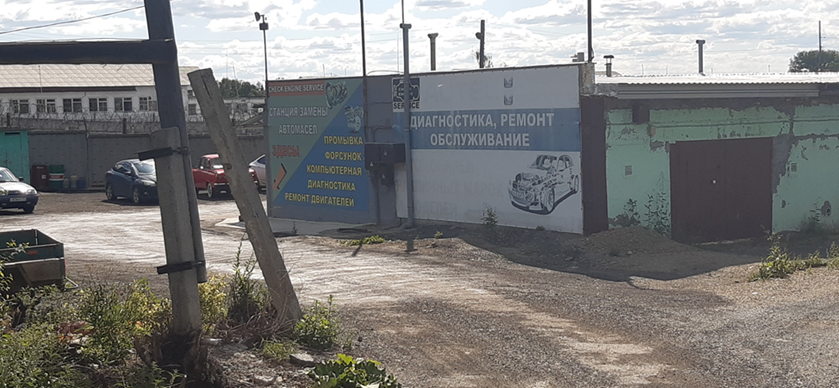 CHECK ENGINE SERVICE
СТАНЦИЯ ЗАМЕНЫ
АВТОМАСЕЛ
ПРОМЫВКА
ФОРСУНОК
КОМПЬЮТЕРНАЯ
ДИАГНОСТИКА
РЕМОНТ ДВИГАТЕЛЕЙ
SERVICE
ДИАГНОСТИКА, РЕМОНТ
ОБСЛУЖИВАНИЕ